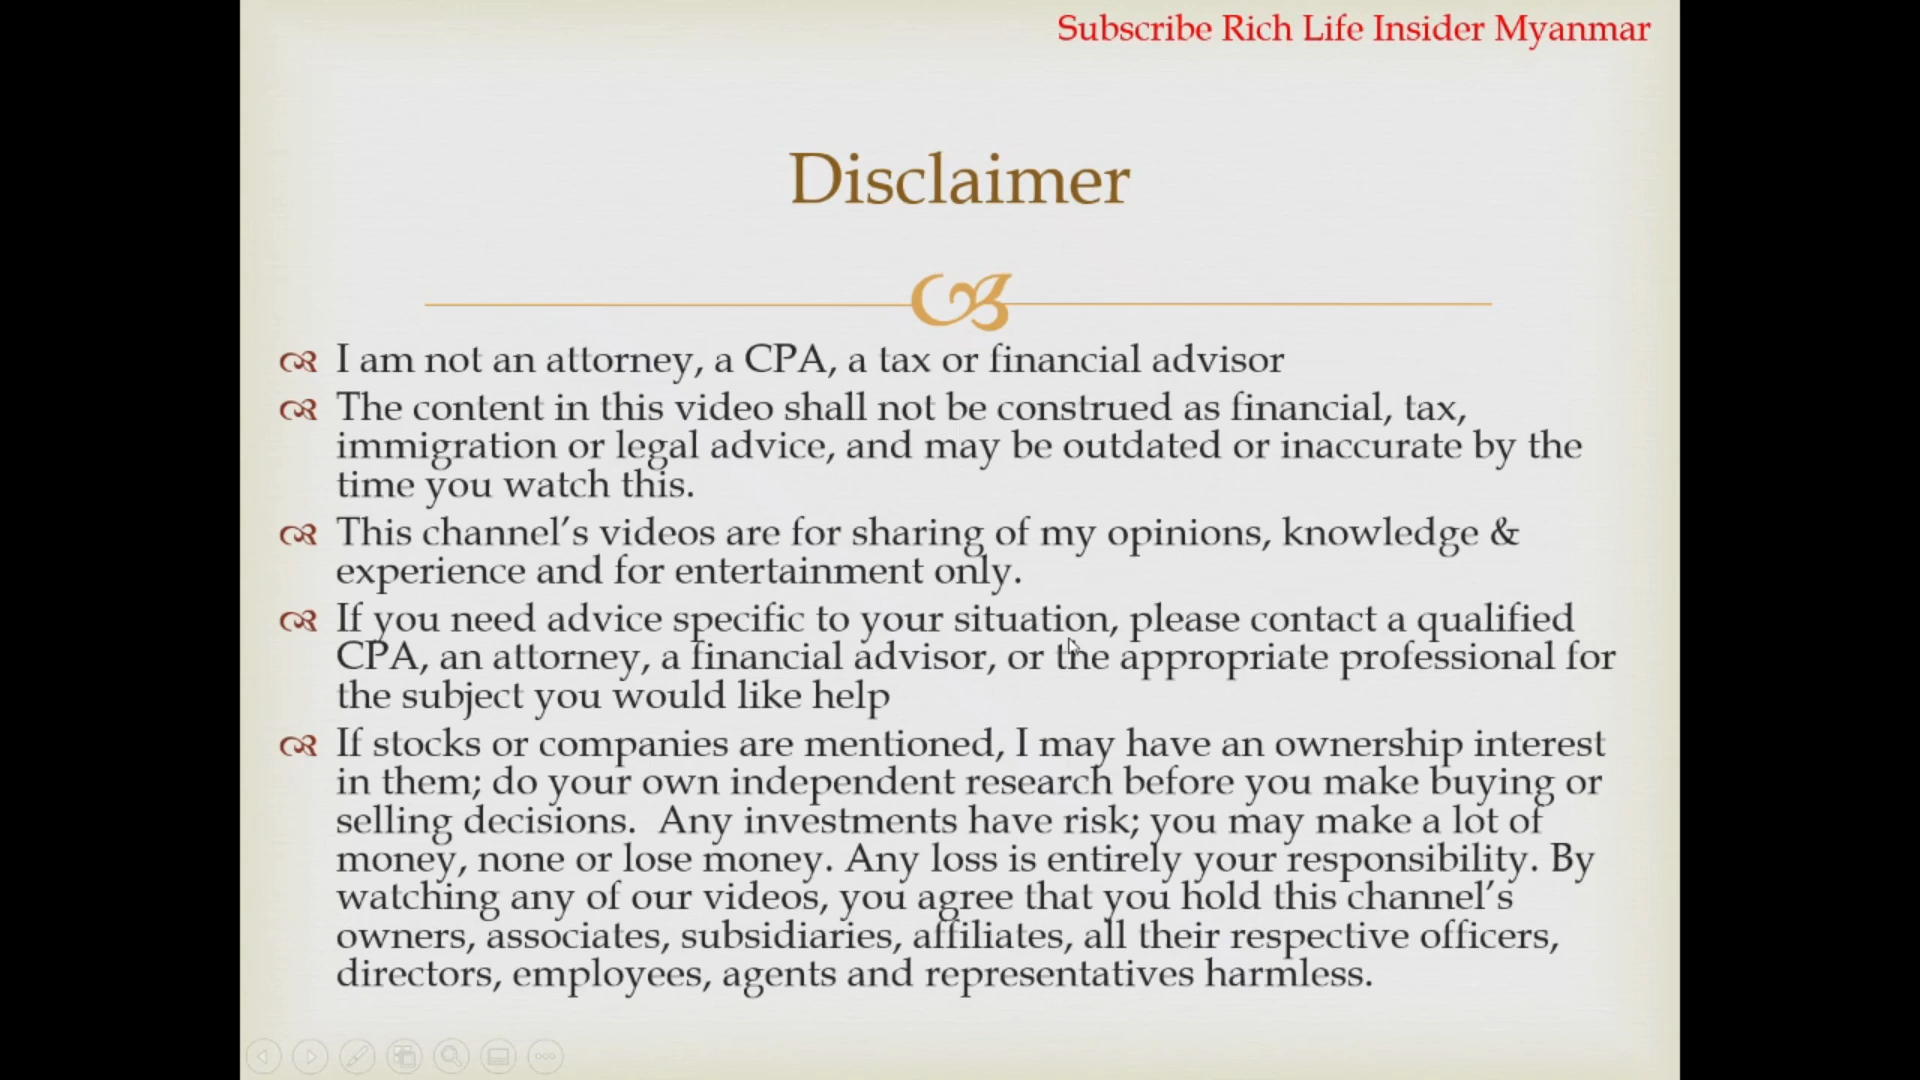 Subscribe Rich Life Insider Myanmar
Disclaimer
I am not an attorney, a CPA, a tax or financial advisor
The content in this video shall not be construed as financial, tax,
immigration or legal advice, and may be outdated or inaccurate by the
time you watch this.
This channel’s videos are for sharing of my opinions, knowledge &
experience and for entertainment only.
If you need advice specific to your situation, please contact a qualified
CPA, an attorney, a financial advisor, or the appropriate professional for
the subject you would like help
If stocks or companies are mentioned, I may have an ownership interest
in them; do your own independent research before you make buying or
selling decisions.  Any investments have risk; you may make a lot of
money, none or lose money. Any loss is entirely your responsibility. By
watching any of our videos, you agree that you hold this channel’s
owners, associates, subsidiaries, affiliates, all their respective officers,
directors, employees, agents and representatives harmless.